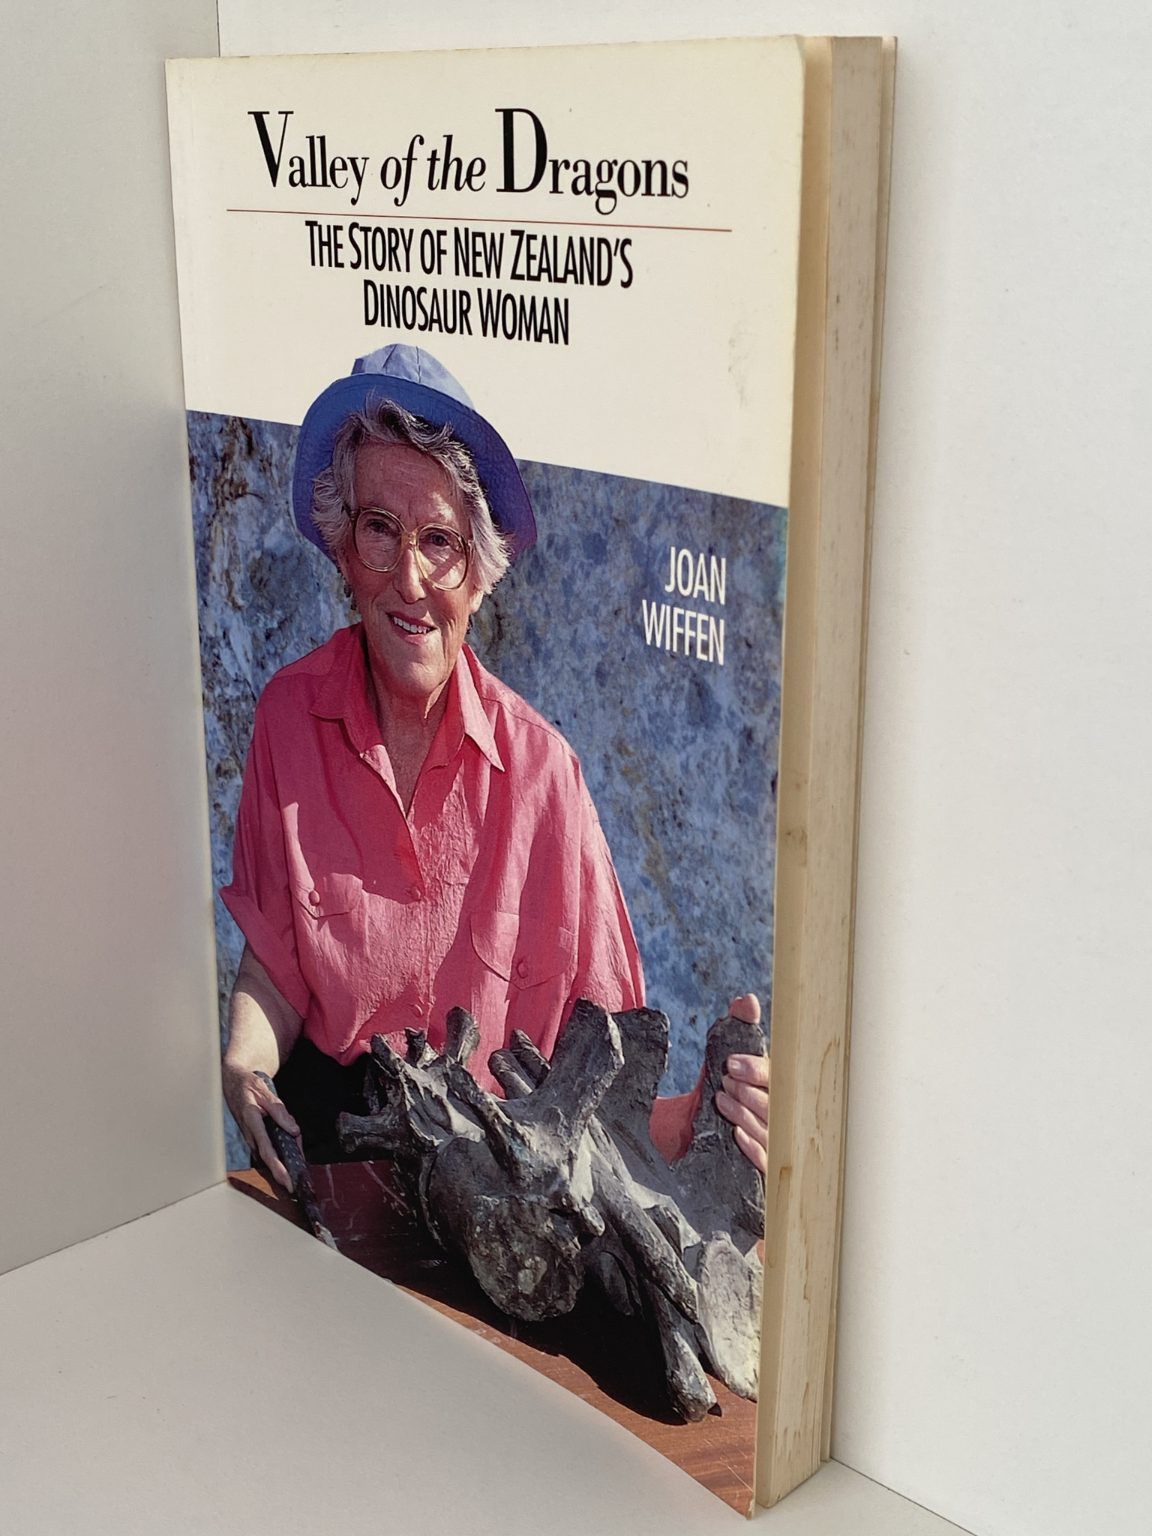 Valley of the Dragons
THE STORY OF NEW ZEALAND'S
DINOSAUR WOMAN
JOAN
WIFFEN